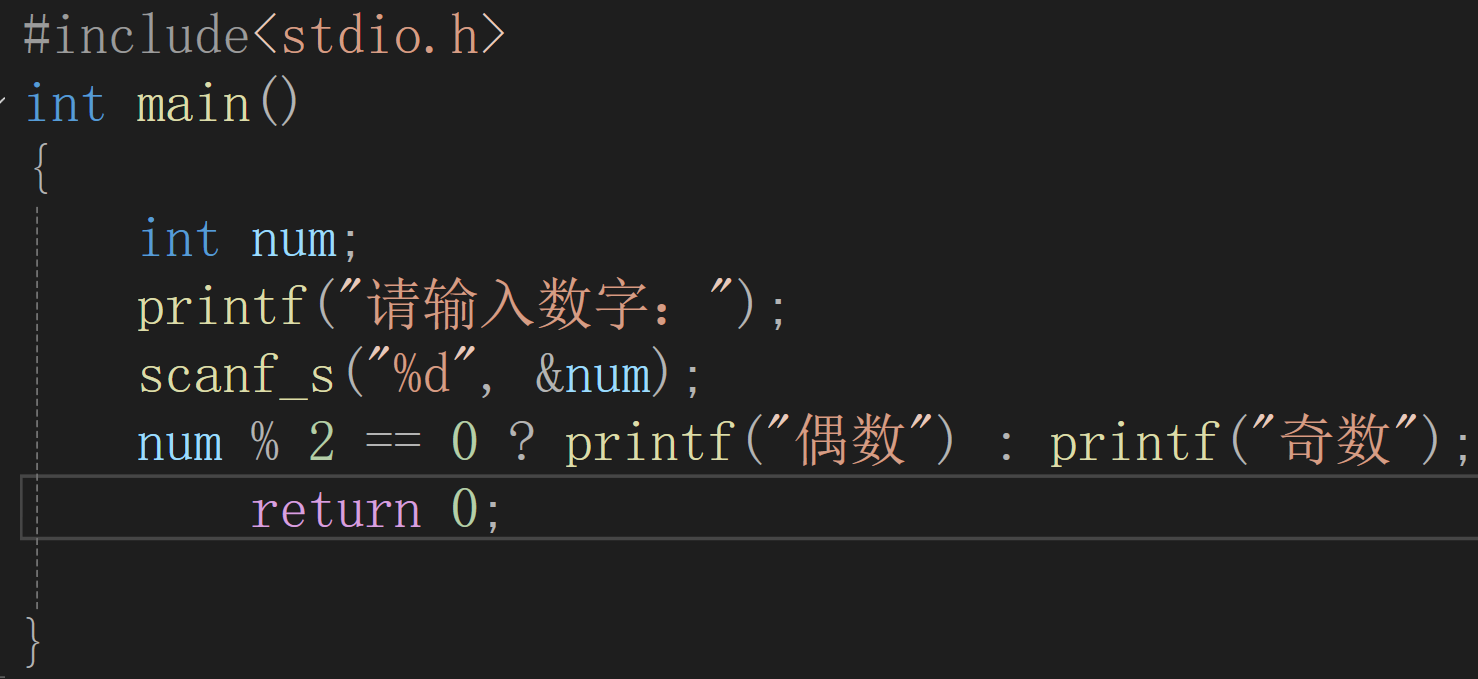 #include<stdio.h>
int main()
{
int num;
printf("请输入数字：");
scanf_s("%d", &num);
num % 2 == 0 ? printf("偶数") : printf("奇数");
return 0;
}